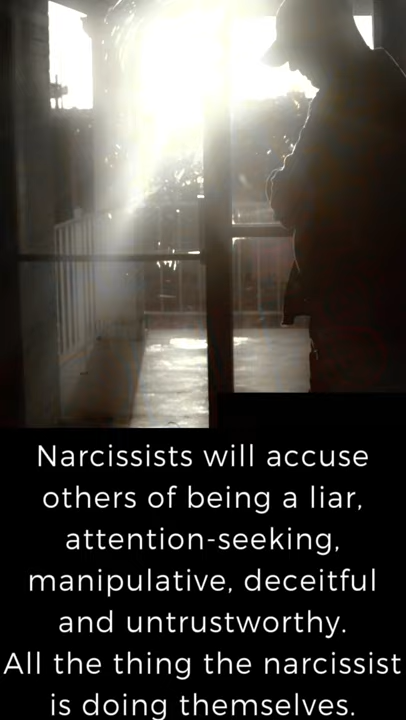 Narcissists will accuse
others of being a liar,
attention-seeking,
manipulative, deceitful
and untrustworthy.
All the thing the narcissist
is doing themselves.